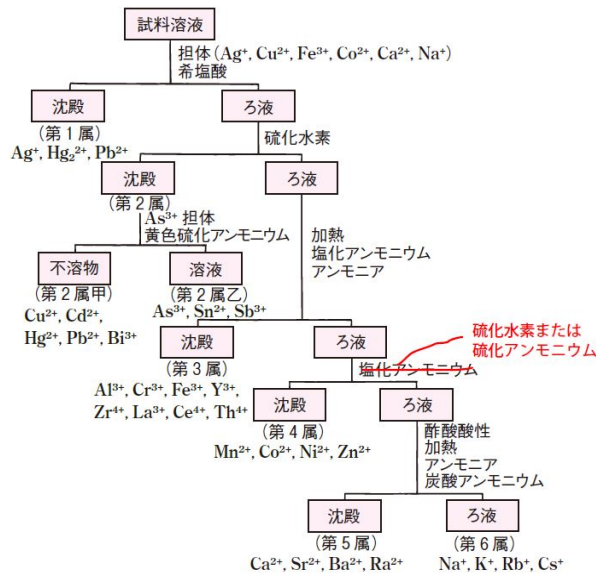 試料溶液
担体(Ag⁺, Cu²⁺, Fe³⁺, Co²⁺, Ca²⁺, Na⁺)
希塩酸
沈殿
ろ液
(第1属)
Ag⁺, Hg₂²⁺, Pb²⁺
硫化水素
沈殿
ろ液
(第2属)
As³⁺ 担体
黄色硫化アンモニウム
加熱
塩化アンモニウム
アンモニア
不溶物
溶液
(第2属甲)
(第2属乙)
Cu²⁺, Cd²⁺,
Hg²⁺, Pb²⁺, Bi³⁺
As³⁺, Sn²⁺, Sb³⁺
沈殿
ろ液
硫化水素または
硫化アンモニウム
(第3属)
塩化アンモニウム
Al³⁺, Cr³⁺, Fe³⁺, Y³⁺,
Zr⁴⁺, La³⁺, Ce⁴⁺, Th⁴⁺
沈殿
ろ液
(第4属)
Mn²⁺, Co²⁺, Ni²⁺, Zn²⁺
酢酸酸性
加熱
アンモニア
炭酸アンモニウム
沈殿
ろ液
(第5属)
(第6属)
Ca²⁺, Sr²⁺, Ba²⁺, Ra²⁺
Na⁺, K⁺, Rb⁺, Cs⁺